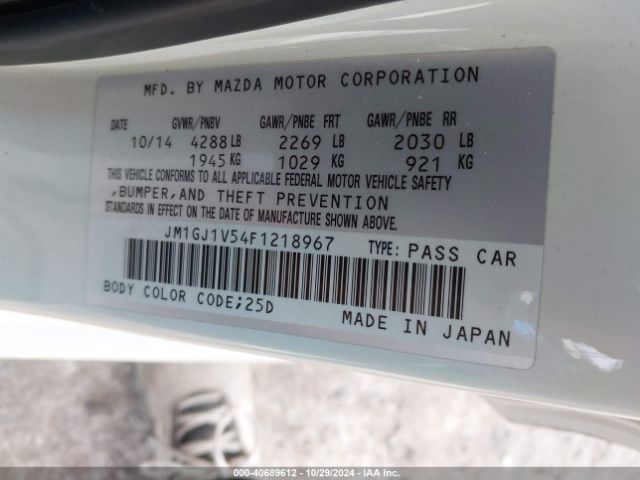 MFD. BY MAZDA MOTOR CORPORATION
DATE GVWR/PNBV GAWR/PNBE FRT GAWR/PNBE RR
10/14 4288 LB 2269 LB 2030 LB
1945 KG 1029 KG 921 KG
THIS VEHICLE CONFORMS TO ALL APPLICABLE FEDERAL MOTOR VEHICLE SAFETY
,BUMPER,AND THEFT PREVENTION
STANDARDS IN EFFECT ON THE DATE OF MANUFACTURE SHOWN ABOVE.
JM1GJ1V54F1218967 TYPE: PASS CAR
BODY COLOR CODE;25D
MADE IN JAPAN
000-40689612 - 10/29/2024 - IAA Inc.